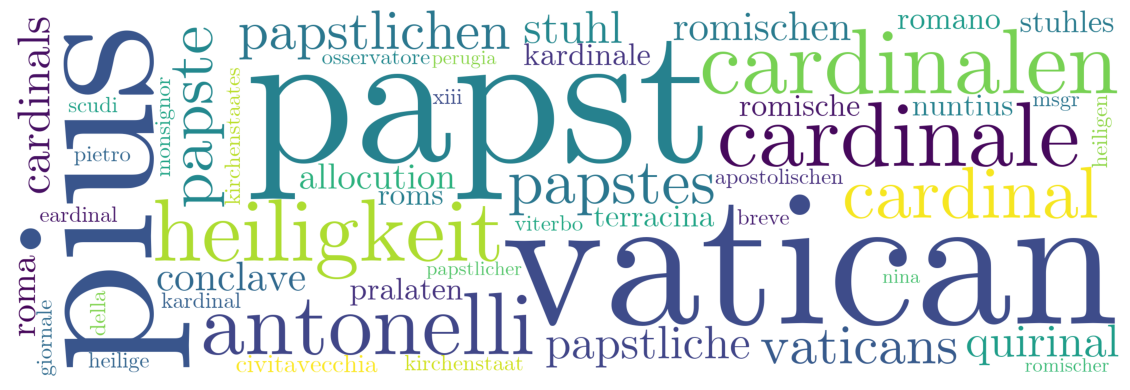 cardinals
pius
papste
papstlichen
stuhl
romischen
romano
stuhles
osservatore
perugia
kardinale
cardinalen
scudi
monsignor
kirchenstaates
papst
xiii
romische
nuntius
msgr
heiligen
pietro
cardinale
allocution
roms
papstes
apostolischen
cardinal
eardinal
heiligkeit
viterbo
terracina
breve
vatican
roma
conclave
papstlicher
nina
giornale
della
kardinal
pralaten
antonelli
heilige
civitavecchia
kirchenstaat
papstliche
vaticans
quirinal
romischer